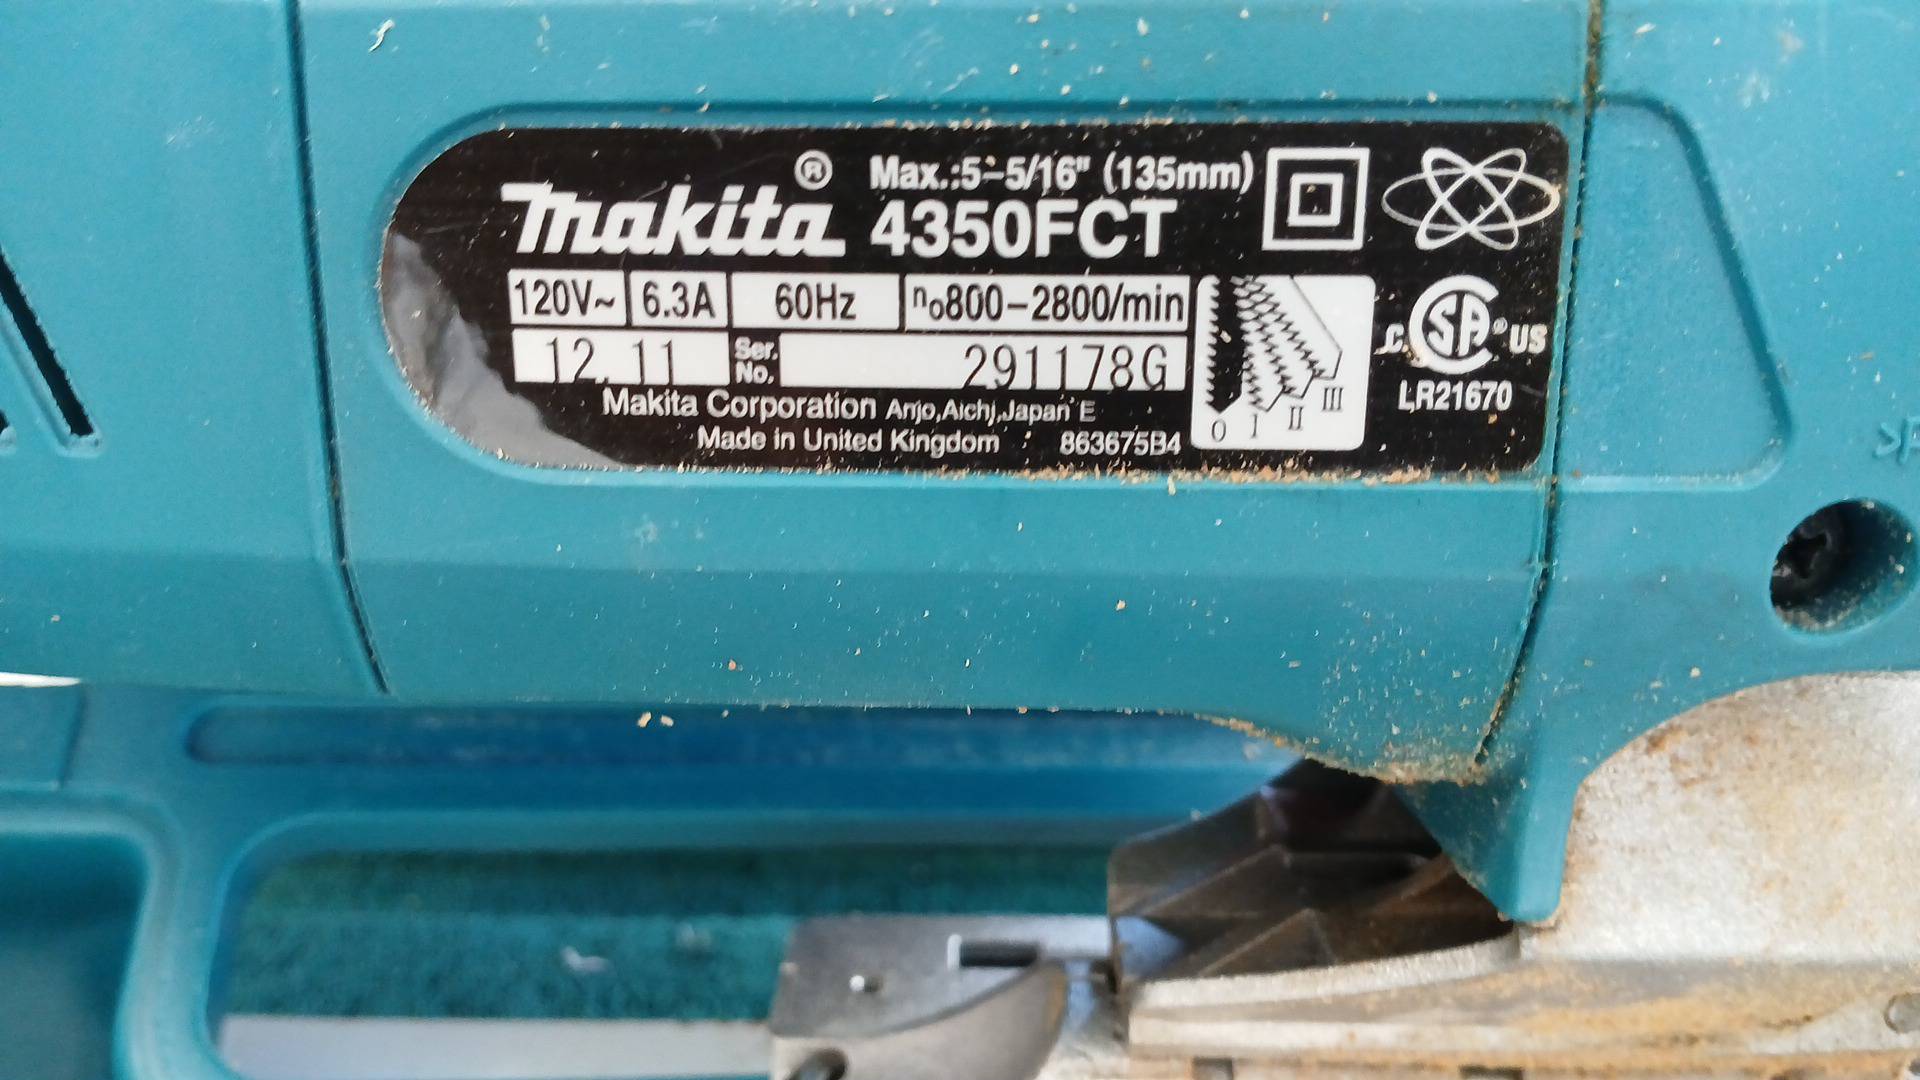 Makita® Max.:5–5/16" (135mm)
4350FCT
120V~ 6.3A 60Hz n₀800–2800/min
12. 11 Ser. No. 291178G
Makita Corporation Anjo,Aichi,Japan E
Made in United Kingdom 863675B4
0 I II III
C. SA® US
LR21670